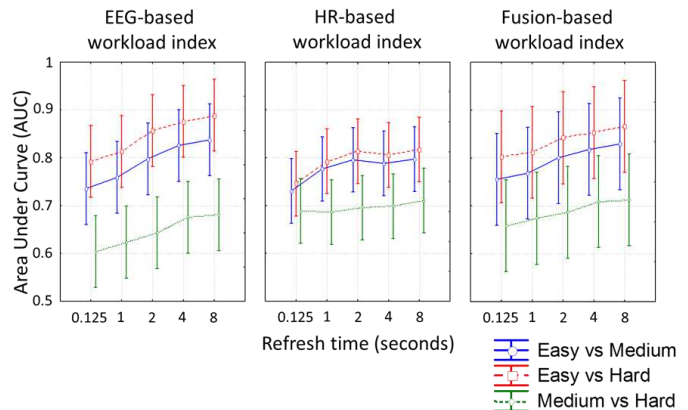 EEG-based
workload index
HR-based
workload index
Fusion-based
workload index
Area Under Curve (AUC)
1
0.9
0.8
0.7
0.6
0.5
0.125 1 2 4 8
0.125 1 2 4 8
0.125 1 2 4 8
Refresh time (seconds)
Easy vs Medium
Easy vs Hard
Medium vs Hard